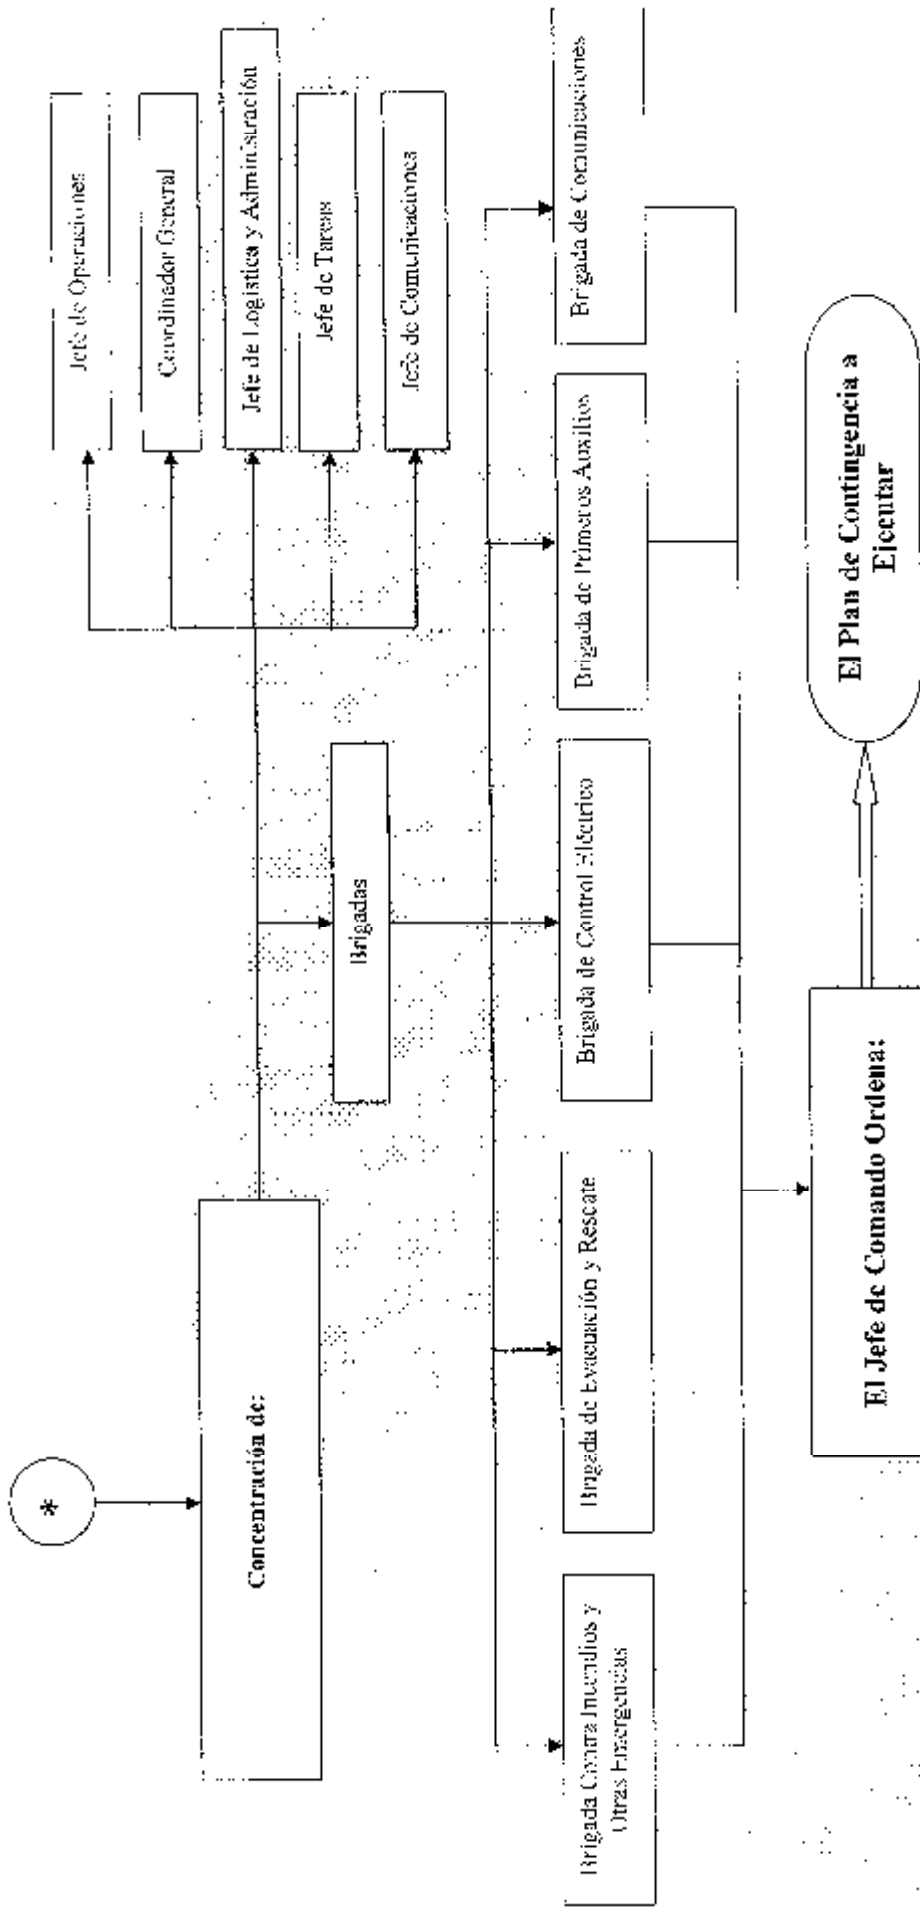 *
Concentración de:
Jefe de Operaciones
Coordinador General
Jefe de Logística y Administración
Jefe de Tareas
Jefe de Comunicaciones
Brigadas
Brigada Contra Incendios y
Otras Emergencias
Brigada de Evacuación y Rescate
Brigada de Control Eléctrico
Brigada de Primeros Auxilios
Brigada de Comunicaciones
El Jefe de Comando Ordena:
El Plan de Contingencia a
Ejecutar